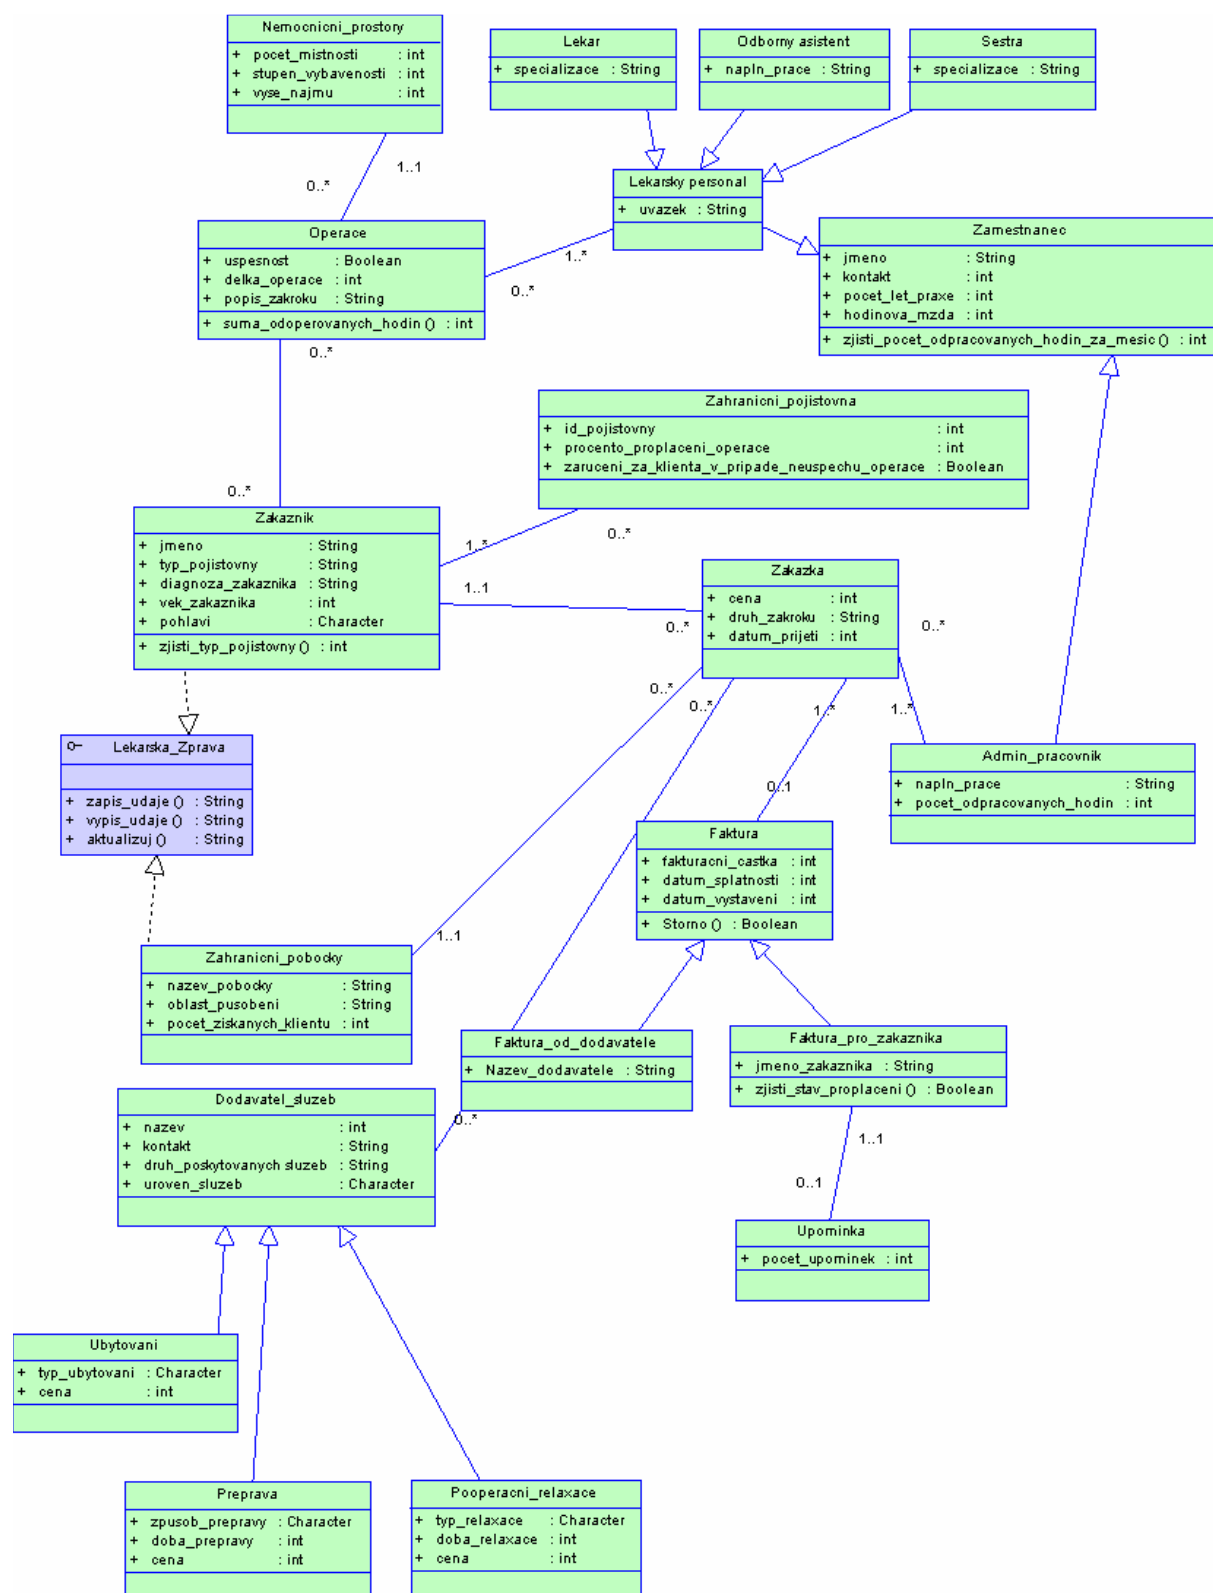 Nemocnicni_prostory
+ pocet_mistnosti : int
+ stupen_vybavenosti : int
+ vyse_najmu : int
Lekar
+ specializace : String
Odborny asistent
+ napln_prace : String
Sestra
+ specializace : String
1..1
0..*
Lekarsky personal
+ uvazek : String
Operace
+ uspesnost : Boolean
+ delka_operace : int
+ popis_zakroku : String
+ suma_odoperovanych_hodin () : int
1..*
0..*
Zamestnanec
+ jmeno : String
+ kontakt : int
+ pocet_let_praxe : int
+ hodinova_mzda : int
+ zjisti_pocet_odpracovanych_hodin_za_mesic () : int
0..*
Zahranicni_pojistovna
+ id_pojistovny : int
+ procento_proplaceni_operace : int
+ zaruceni_za_klienta_v_pripade_neuspechu_operace : Boolean
0..*
Zakaznik
+ jmeno : String
+ typ_pojistovny : String
+ diagnoza_zakaznika : String
+ vek_zakaznika : int
+ pohlavi : Character
+ zjisti_typ_pojistovny () : int
0..*
1..*
1..1
Zakazka
+ cena : int
+ druh_zakroku : String
+ datum_prijeti : int
0..*
0..*
0..*
0..*
1..*
1..*
Lekarska_Zprava
+ zapis_udaje () : String
+ vypis_udaje () : String
+ aktualizuj () : String
Admin_pracovnik
+ napln_prace : String
+ pocet_odpracovanych_hodin : int
0..1
Faktura
+ fakturacni_castka : int
+ datum_splatnosti : int
+ datum_vystaveni : int
+ Storno () : Boolean
1..1
Zahranicni_pobocky
+ nazev_pobocky : String
+ oblast_pusobeni : String
+ pocet_ziskanych_klientu : int
Faktura_od_dodavatele
+ Nazev_dodavatele : String
Faktura_pro_zakaznika
+ jmeno_zakaznika : String
+ zjisti_stav_proplaceni () : Boolean
Dodavatel_sluzeb
+ nazev : int
+ kontakt : String
+ druh_poskytovanych sluzeb : String
+ uroven_sluzeb : Character
0..*
1..1
0..1
Upominka
+ pocet_upominek : int
Ubytovani
+ typ_ubytovani : Character
+ cena : int
Preprava
+ zpusob_prepravy : Character
+ doba_prepravy : int
+ cena : int
Pooperacni_relaxace
+ typ_relaxace : Character
+ doba_relaxace : int
+ cena : int